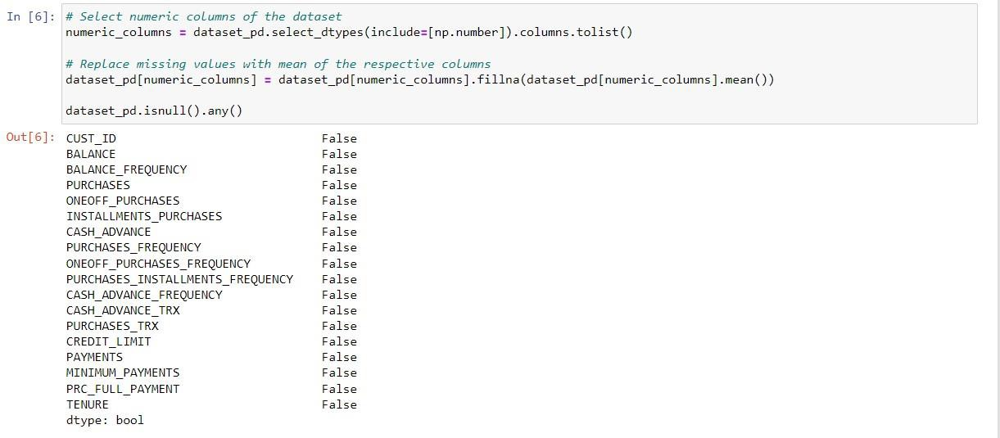 In [6]: # Select numeric columns of the dataset
numeric_columns = dataset_pd.select_dtypes(include=[np.number]).columns.tolist()
# Replace missing values with mean of the respective columns
dataset_pd[numeric_columns] = dataset_pd[numeric_columns].fillna(dataset_pd[numeric_columns].mean())
dataset_pd.isnull().any()
Out[6]: CUST_ID False
BALANCE False
BALANCE_FREQUENCY False
PURCHASES False
ONEOFF_PURCHASES False
INSTALLMENTS_PURCHASES False
CASH_ADVANCE False
PURCHASES_FREQUENCY False
ONEOFF_PURCHASES_FREQUENCY False
PURCHASES_INSTALLMENTS_FREQUENCY False
CASH_ADVANCE_FREQUENCY False
CASH_ADVANCE_TRX False
PURCHASES_TRX False
CREDIT_LIMIT False
PAYMENTS False
MINIMUM_PAYMENTS False
PRC_FULL_PAYMENT False
TENURE False
dtype: bool